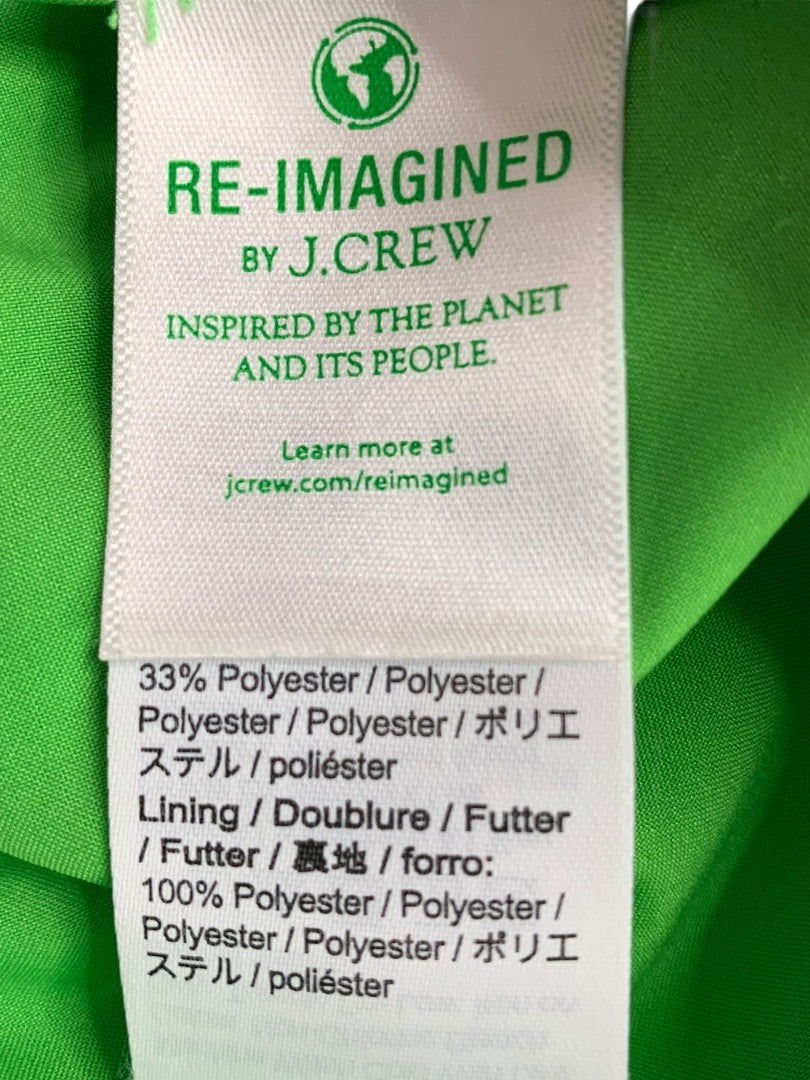 RE-IMAGINED
BY J.CREW
INSPIRED BY THE PLANET
AND ITS PEOPLE.
Learn more at
jcrew.com/reimagined
33% Polyester / Polyester /
Polyester / Polyester / ポリエ
ステル / poliéster
Lining / Doublure / Futter
/ Futter / 裏地 / forro:
100% Polyester / Polyester /
Polyester / Polyester / ポリエ
ステル / poliéster